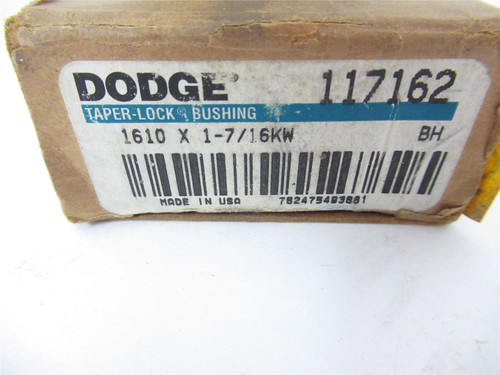 DODGE® 117162
TAPER-LOCK® BUSHING
1610 X 1-7/16KW BH
MADE IN USA 782475493881